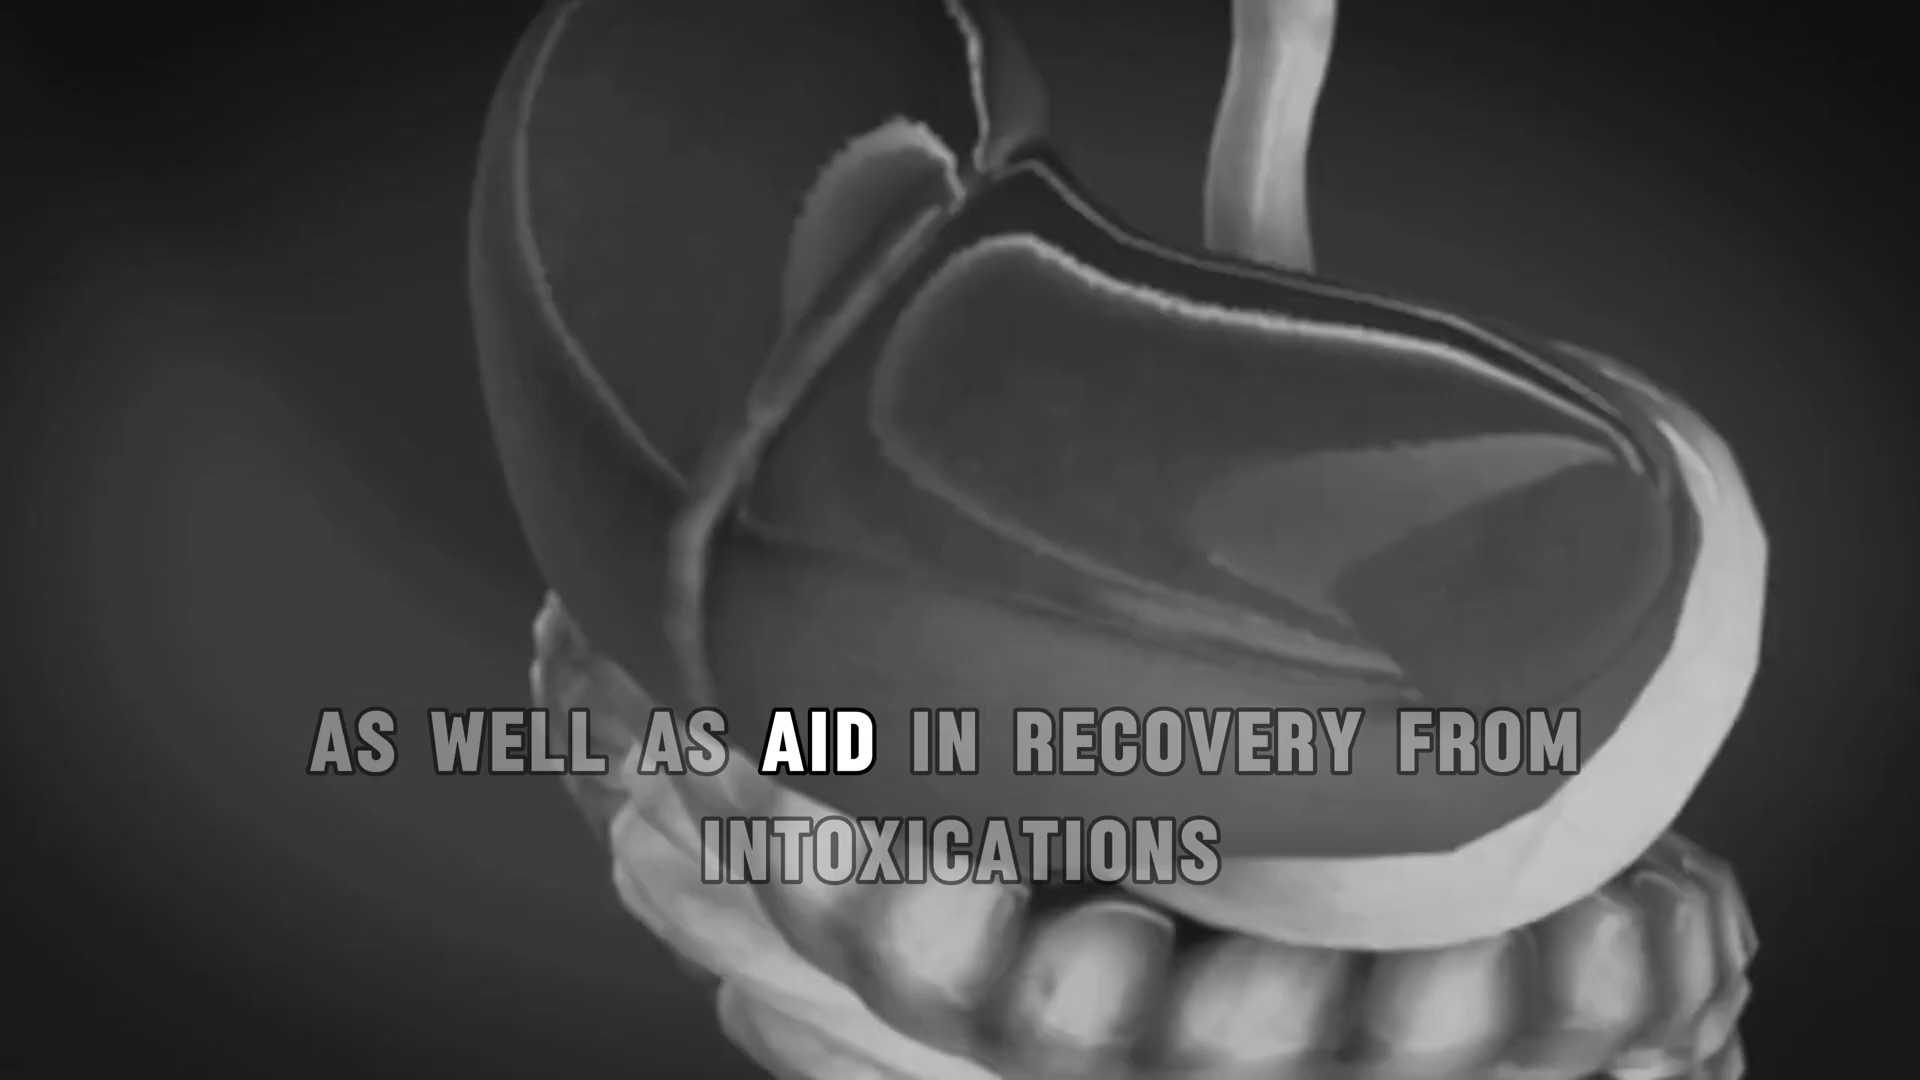 AS WELL AS AID IN RECOVERY FROM
INTOXICATIONS